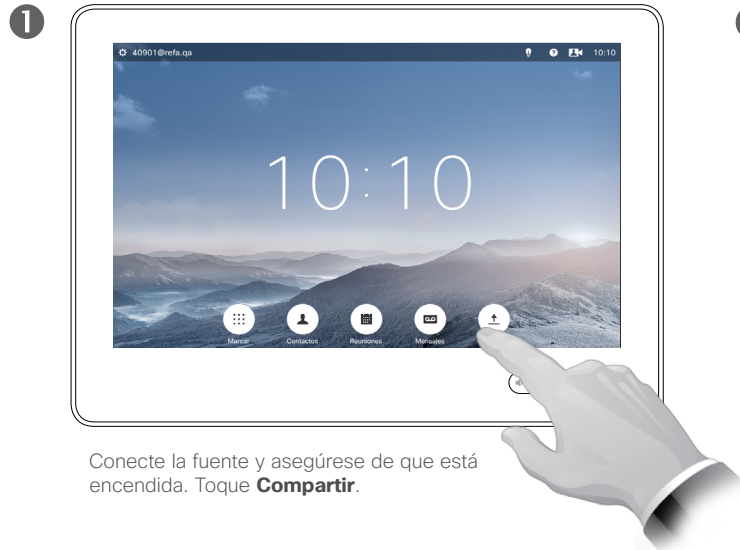 1
40901@refa.qa
10:10
10:10
Marcar
Contactos
Reuniones
Mensajes
Conecte la fuente y asegúrese de que está
encendida. Toque Compartir.